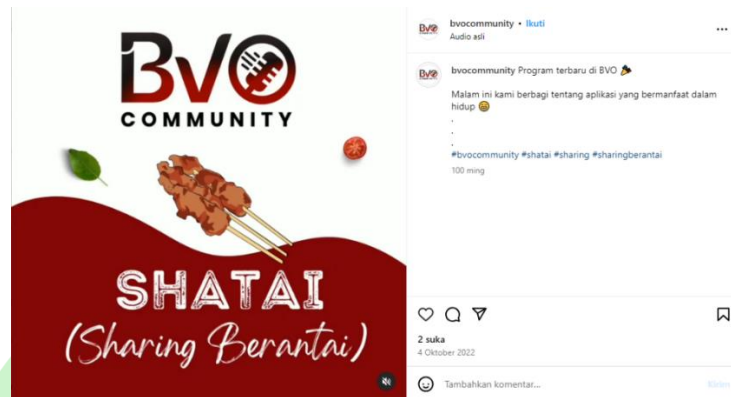 BVO
COMMUNITY
SHATAI
(Sharing Berantai)
bvocommunity • Ikuti
Audio asli
bvocommunity Program terbaru di BVO
Malam ini kami berbagi tentang aplikasi yang bermanfaat dalam
hidup
.
.
.
#bvocommunity #shatai #sharing #sharingberantai
100 ming
2 suka
4 Oktober 2022
Tambahkan komentar...
Kirim